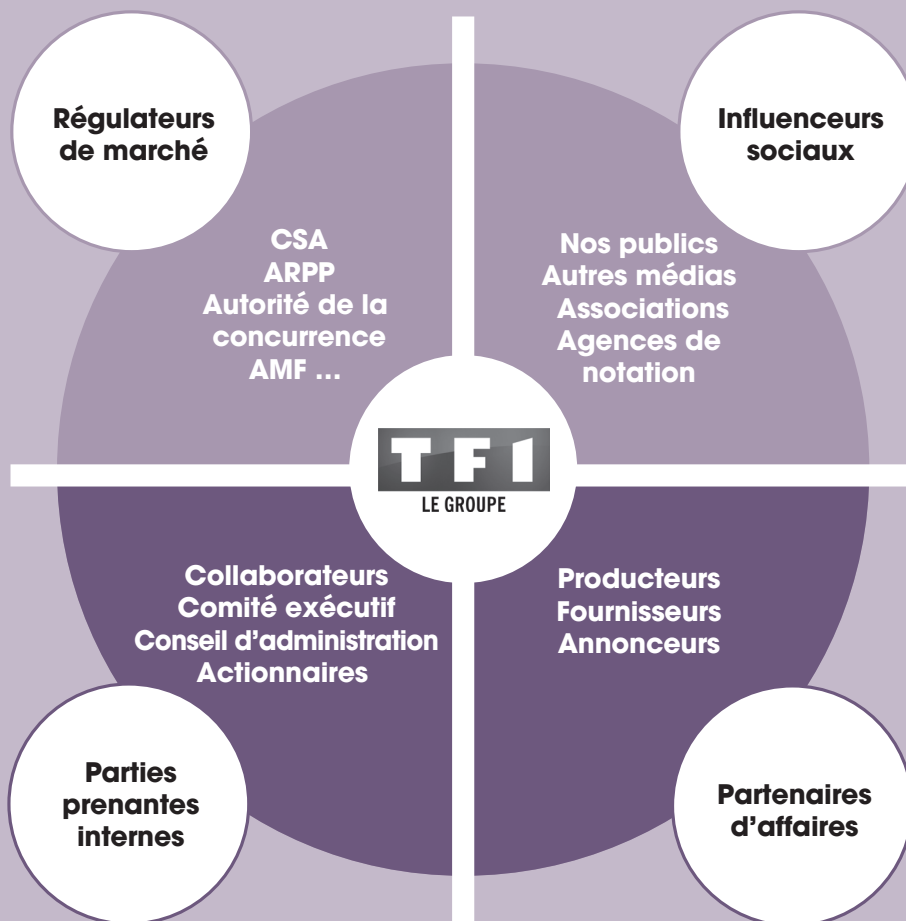 Régulateurs
de marché
CSA
ARPP
Autorité de la
concurrence
AMF ...
Influenceurs
sociaux
Nos publics
Autres médias
Associations
Agences de
notation
TF1
LE GROUPE
Collaborateurs
Comité exécutif
Conseil d’administration
Actionnaires
Parties
prenantes
internes
Producteurs
Fournisseurs
Annonceurs
Partenaires
d’affaires